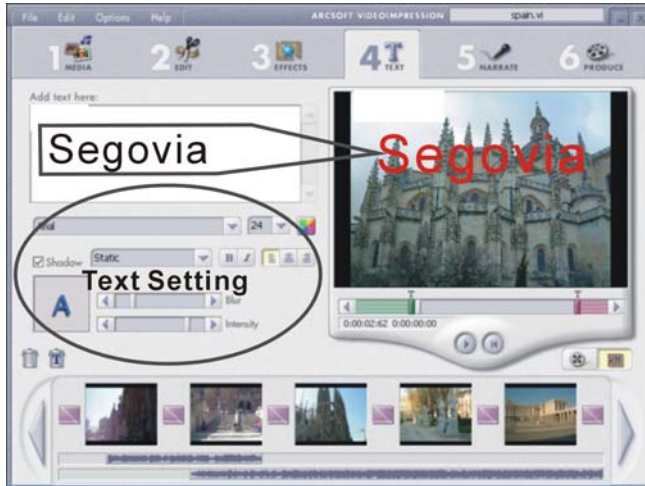 File Edit Options Help ARCSOFT VIDEOIMPRESSION spain.vi
1 MEDIA 2 EDIT 3 EFFECTS 4 T TEXT 5 NARRATE 6 PRODUCE
Add text here:
Segovia
Segovia
Arial 24
Shadow Static B I
Text Setting
A
Blur
Intensity
0:00:02:62 0:00:00:00